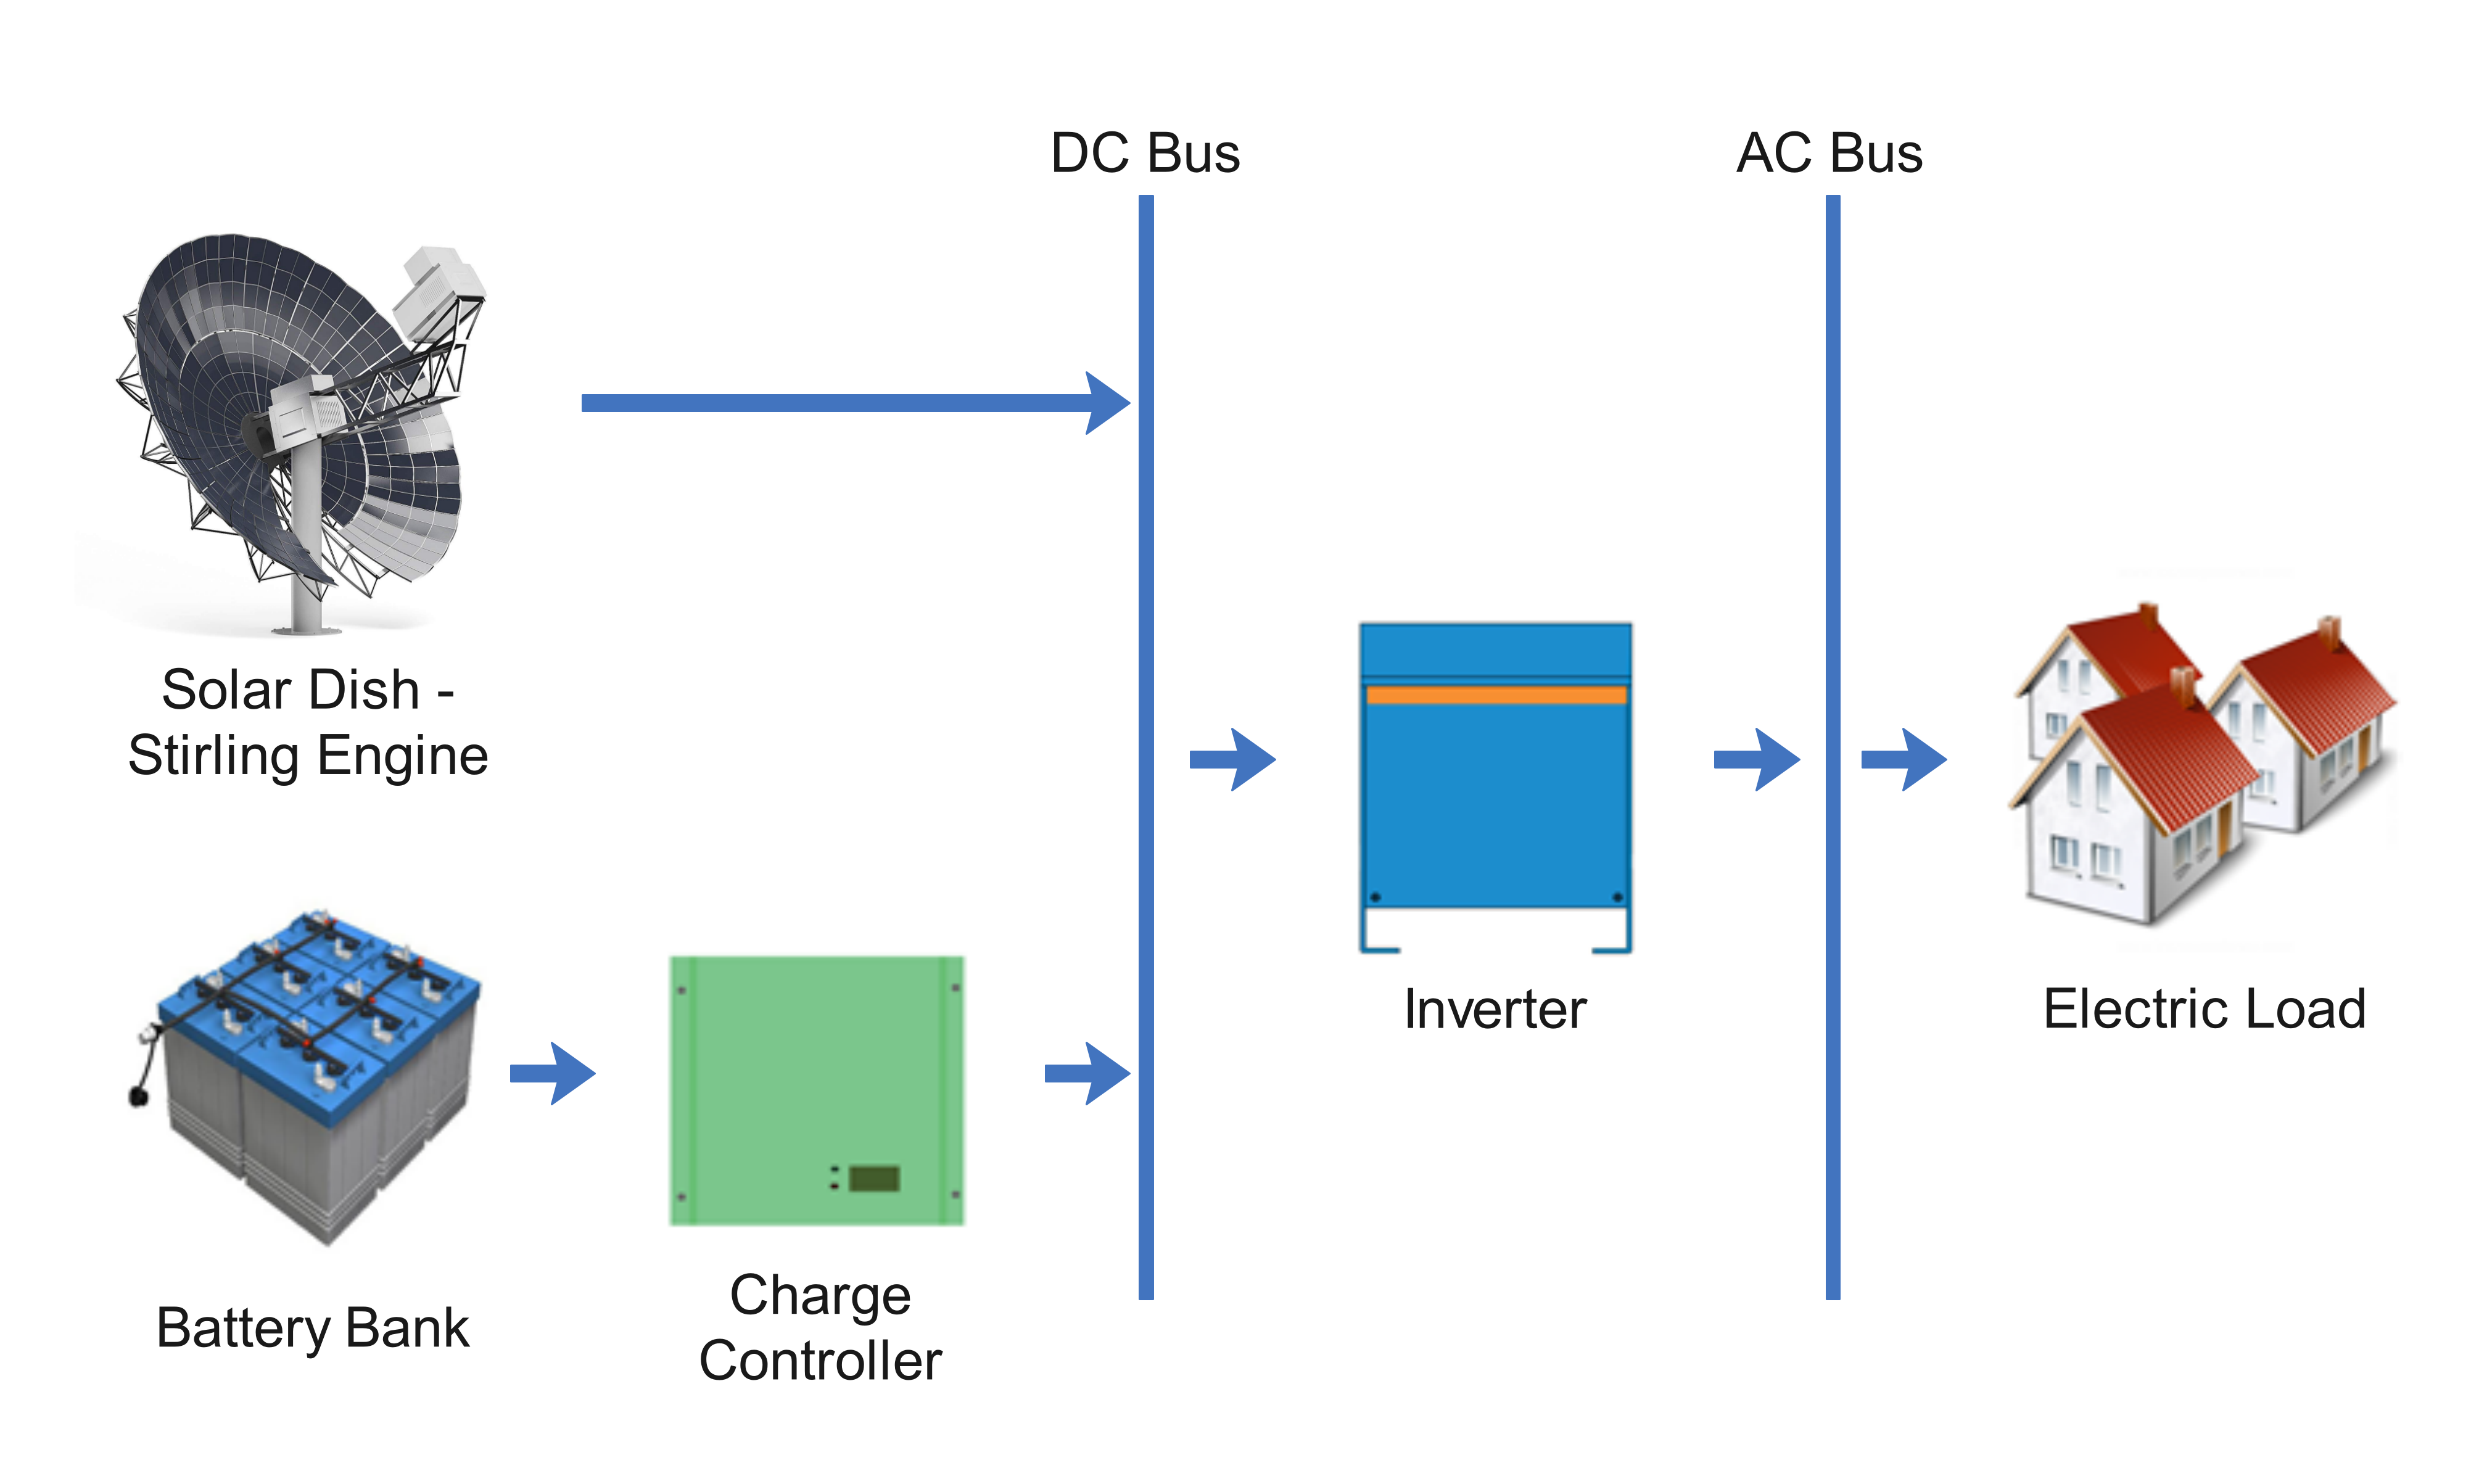 DC Bus
AC Bus
Solar Dish -
Stirling Engine
Inverter
Electric Load
Battery Bank
Charge
Controller